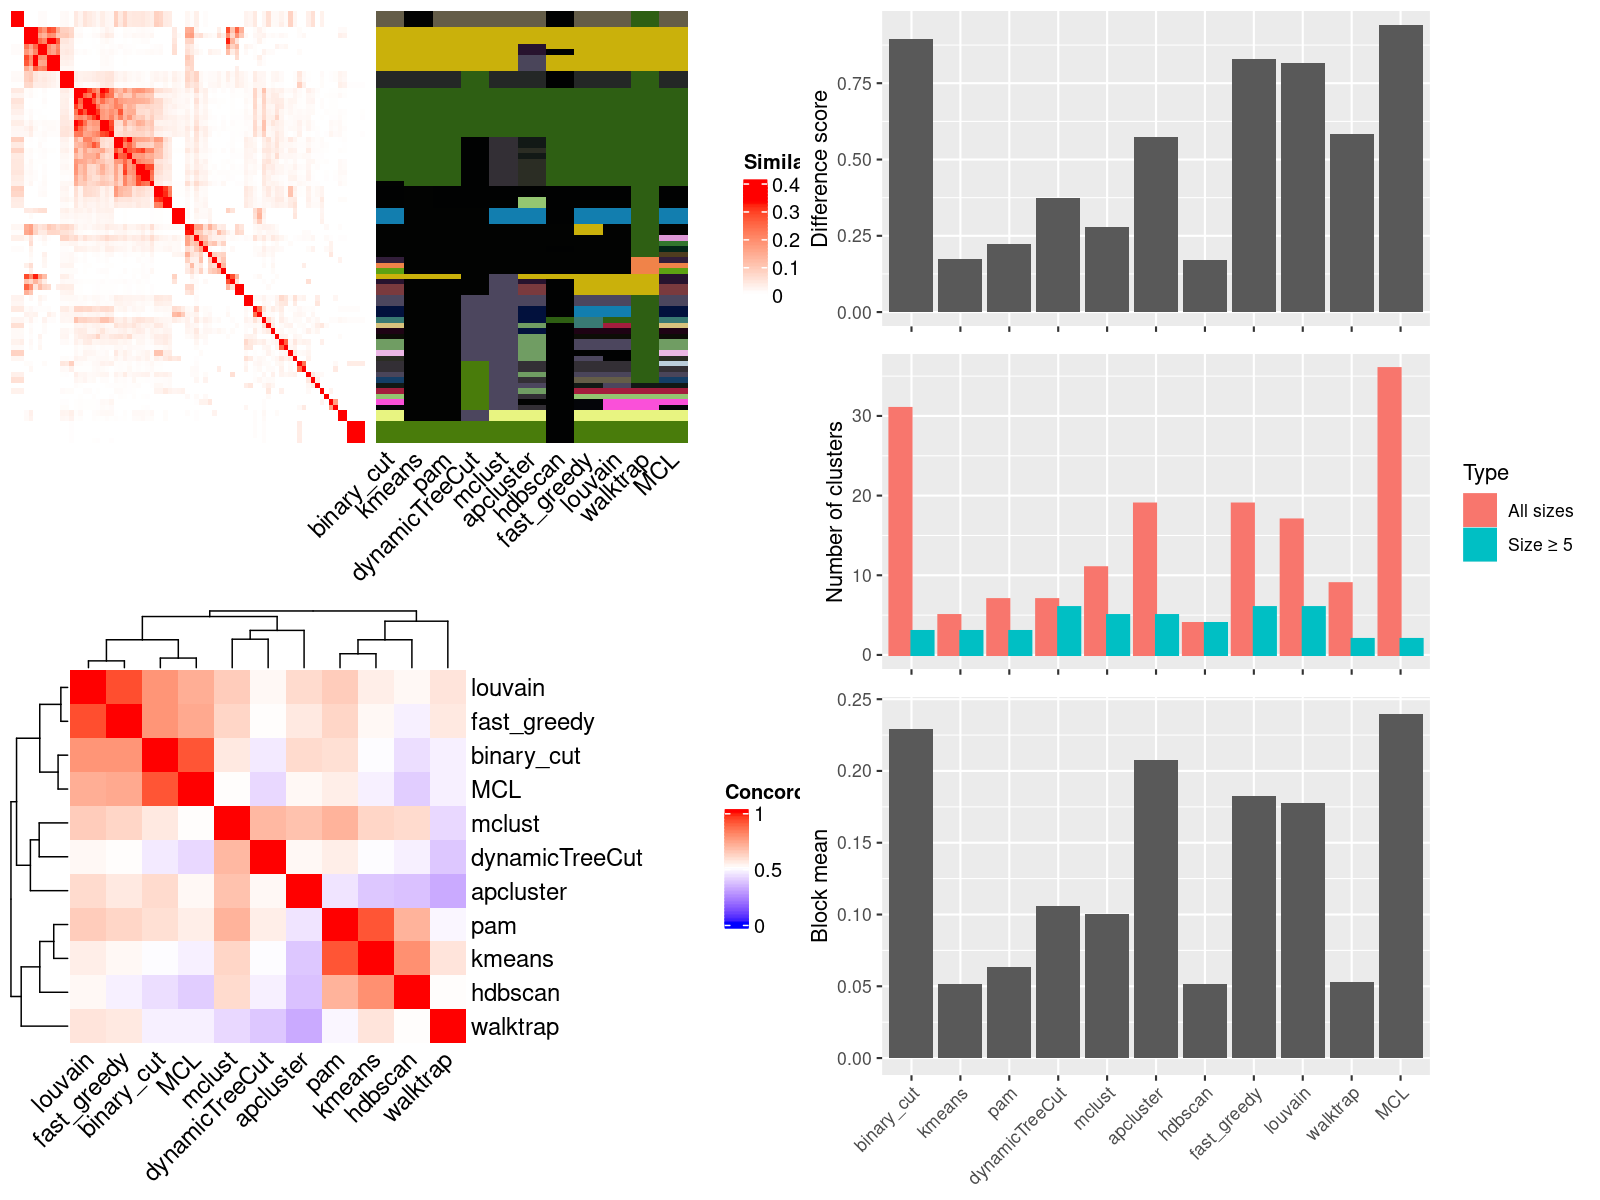 Simila
0.4
0.3
0.2
0.1
0
binary_cut
kmeans
pam
dynamicTreeCut
mclust
apcluster
hdbscan
fast_greedy
louvain
walktrap
MCL
louvain
fast_greedy
binary_cut
MCL
mclust
dynamicTreeCut
apcluster
pam
kmeans
hdbscan
walktrap
louvain
fast_greedy
binary_cut
MCL
mclust
dynamicTreeCut
apcluster
pam
kmeans
hdbscan
walktrap
Concord
1
0.5
0
Difference score
0.75
0.50
0.25
0.00
Number of clusters
30
20
10
0
Type
All sizes
Size ≥ 5
Block mean
0.25
0.20
0.15
0.10
0.05
0.00
binary_cut
kmeans
pam
dynamicTreeCut
mclust
apcluster
hdbscan
fast_greedy
louvain
walktrap
MCL